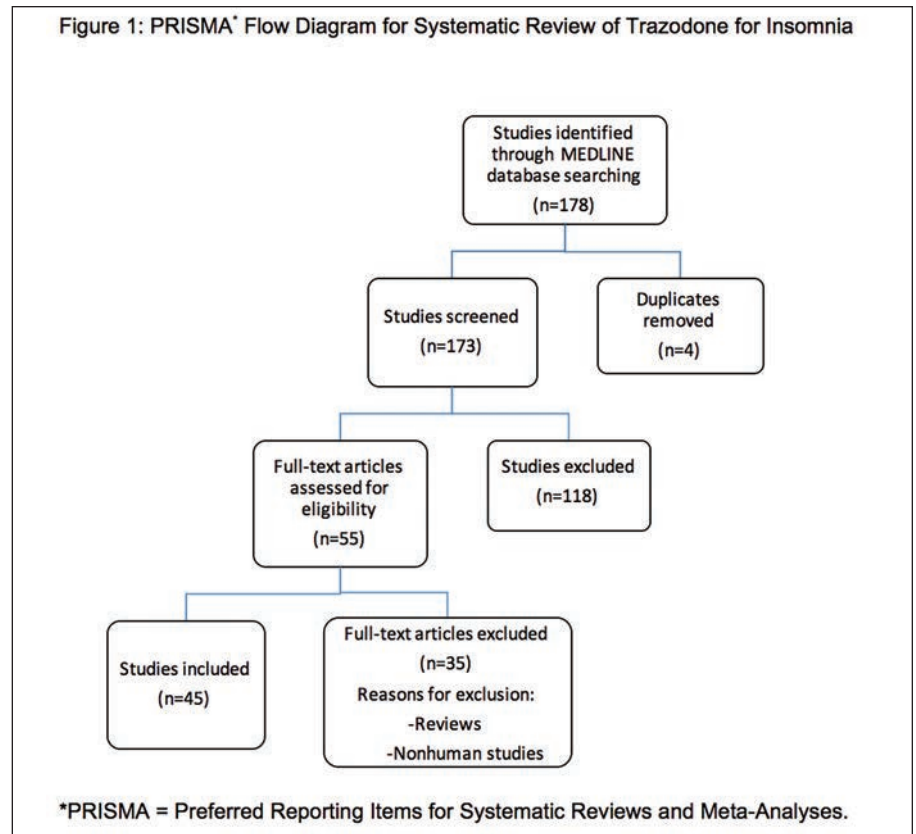 Figure 1: PRISMA* Flow Diagram for Systematic Review of Trazodone for Insomnia
Studies identified
through MEDLINE
database searching
(n=178)
Studies screened
(n=173)
Duplicates
removed
(n=4)
Full-text articles
assessed for
eligibility
(n=55)
Studies excluded
(n=118)
Studies included
(n=45)
Full-text articles excluded
(n=35)
Reasons for exclusion:
-Reviews
-Nonhuman studies
*PRISMA = Preferred Reporting Items for Systematic Reviews and Meta-Analyses.